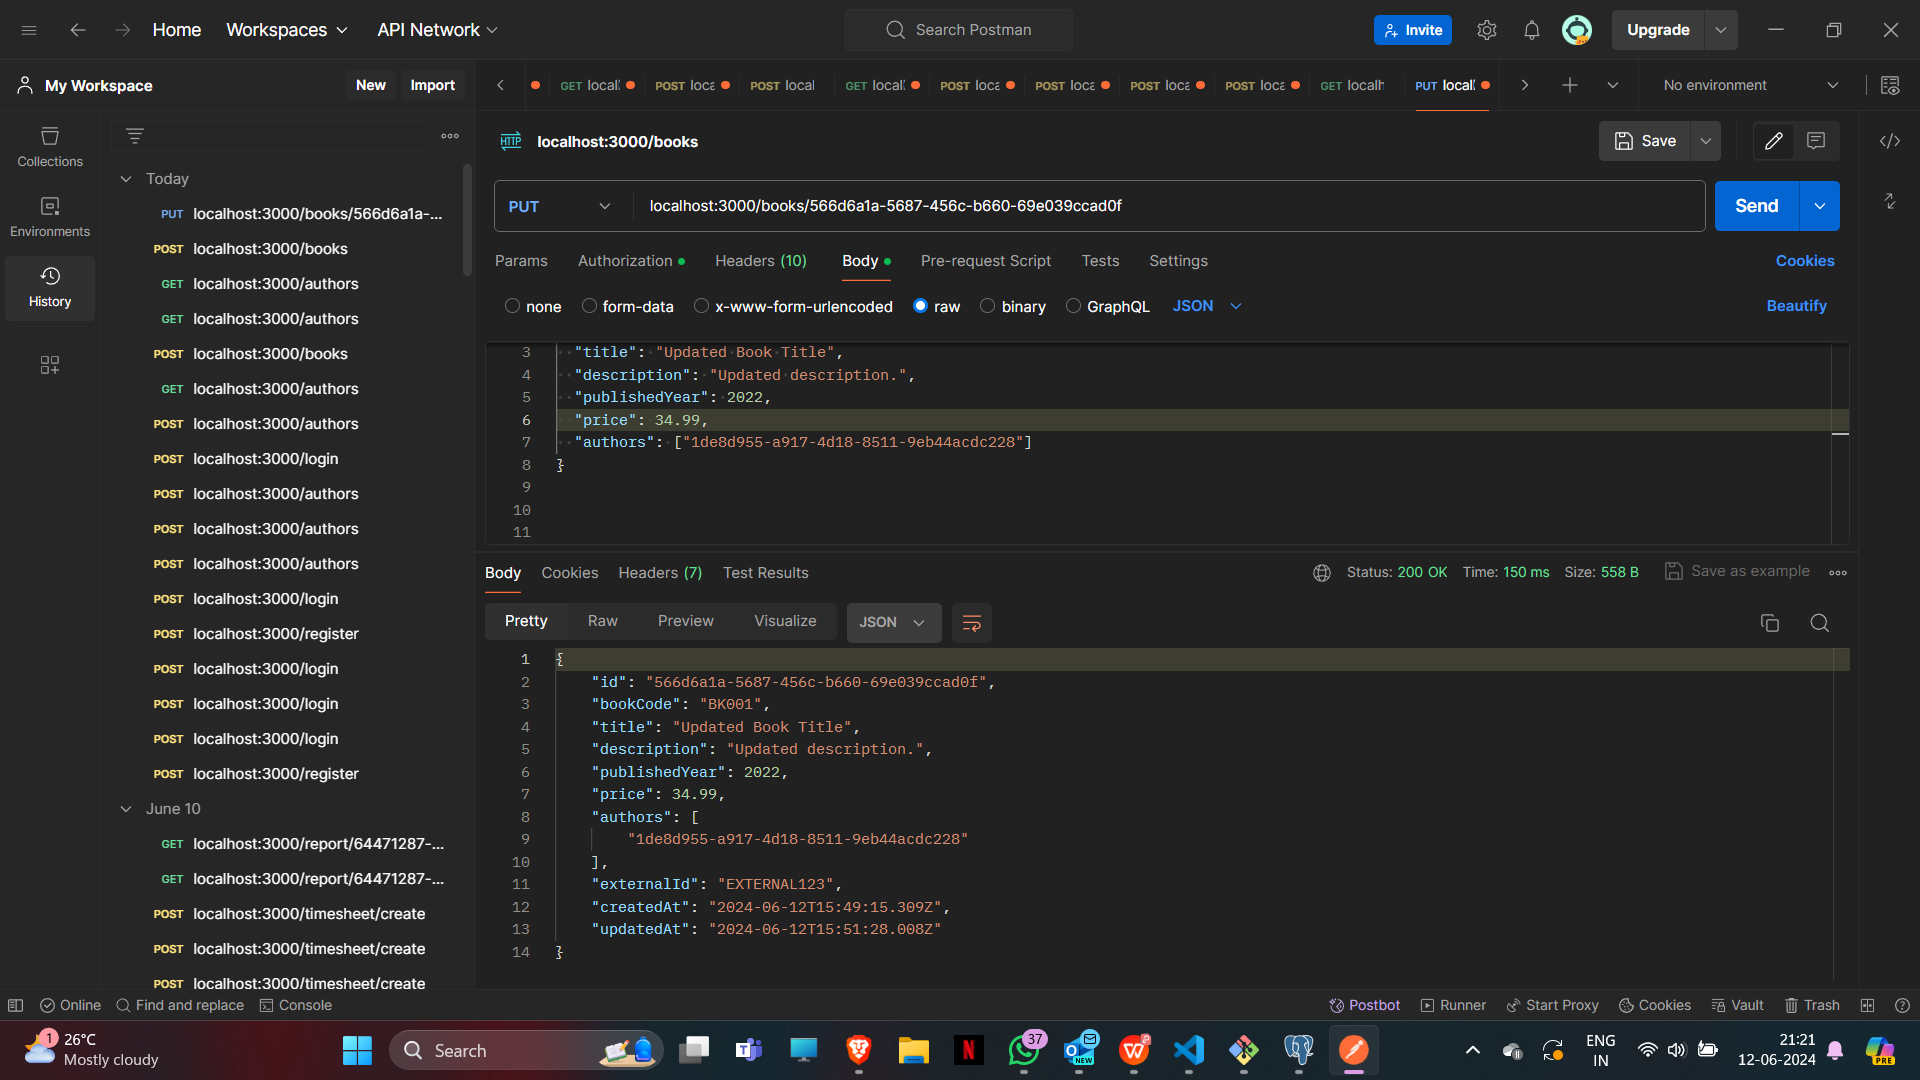 Home
Workspaces
API Network
Search Postman
Invite
Upgrade
My Workspace
New
Import
GET local
POST loca
POST local
GET local
POST loca
POST loca
POST loca
POST loca
GET localh
PUT local
No environment
Collections
Environments
History
Today
PUT localhost:3000/books/566d6a1a-...
POST localhost:3000/books
GET localhost:3000/authors
GET localhost:3000/authors
POST localhost:3000/books
GET localhost:3000/authors
POST localhost:3000/authors
POST localhost:3000/login
POST localhost:3000/authors
POST localhost:3000/authors
POST localhost:3000/authors
POST localhost:3000/login
POST localhost:3000/register
POST localhost:3000/login
POST localhost:3000/login
POST localhost:3000/login
POST localhost:3000/register
June 10
GET localhost:3000/report/64471287-...
GET localhost:3000/report/64471287-...
POST localhost:3000/timesheet/create
POST localhost:3000/timesheet/create
POST localhost:3000/timesheet/create
HTTP localhost:3000/books
Save
PUT localhost:3000/books/566d6a1a-5687-456c-b660-69e039ccad0f
Send
Params Authorization Headers (10) Body Pre-request Script Tests Settings Cookies
none form-data x-www-form-urlencoded raw binary GraphQL JSON Beautify
3 "title": "Updated Book Title",
4 "description": "Updated description.",
5 "publishedYear": 2022,
6 "price": 34.99,
7 "authors": ["1de8d955-a917-4d18-8511-9eb44acdc228"]
8 }
9
10
11
Body Cookies Headers (7) Test Results
Status: 200 OK Time: 150 ms Size: 558 B Save as example
Pretty Raw Preview Visualize JSON
1 {
2 "id": "566d6a1a-5687-456c-b660-69e039ccad0f",
3 "bookCode": "BK001",
4 "title": "Updated Book Title",
5 "description": "Updated description.",
6 "publishedYear": 2022,
7 "price": 34.99,
8 "authors": [
9 "1de8d955-a917-4d18-8511-9eb44acdc228"
10 ],
11 "externalId": "EXTERNAL123",
12 "createdAt": "2024-06-12T15:49:15.309Z",
13 "updatedAt": "2024-06-12T15:51:28.008Z"
14 }
Online Find and replace Console
Postbot Runner Start Proxy Cookies Vault Trash
1
26°C
Mostly cloudy
Search
37
NEW
ENG
IN
21:21
12-06-2024
PRE